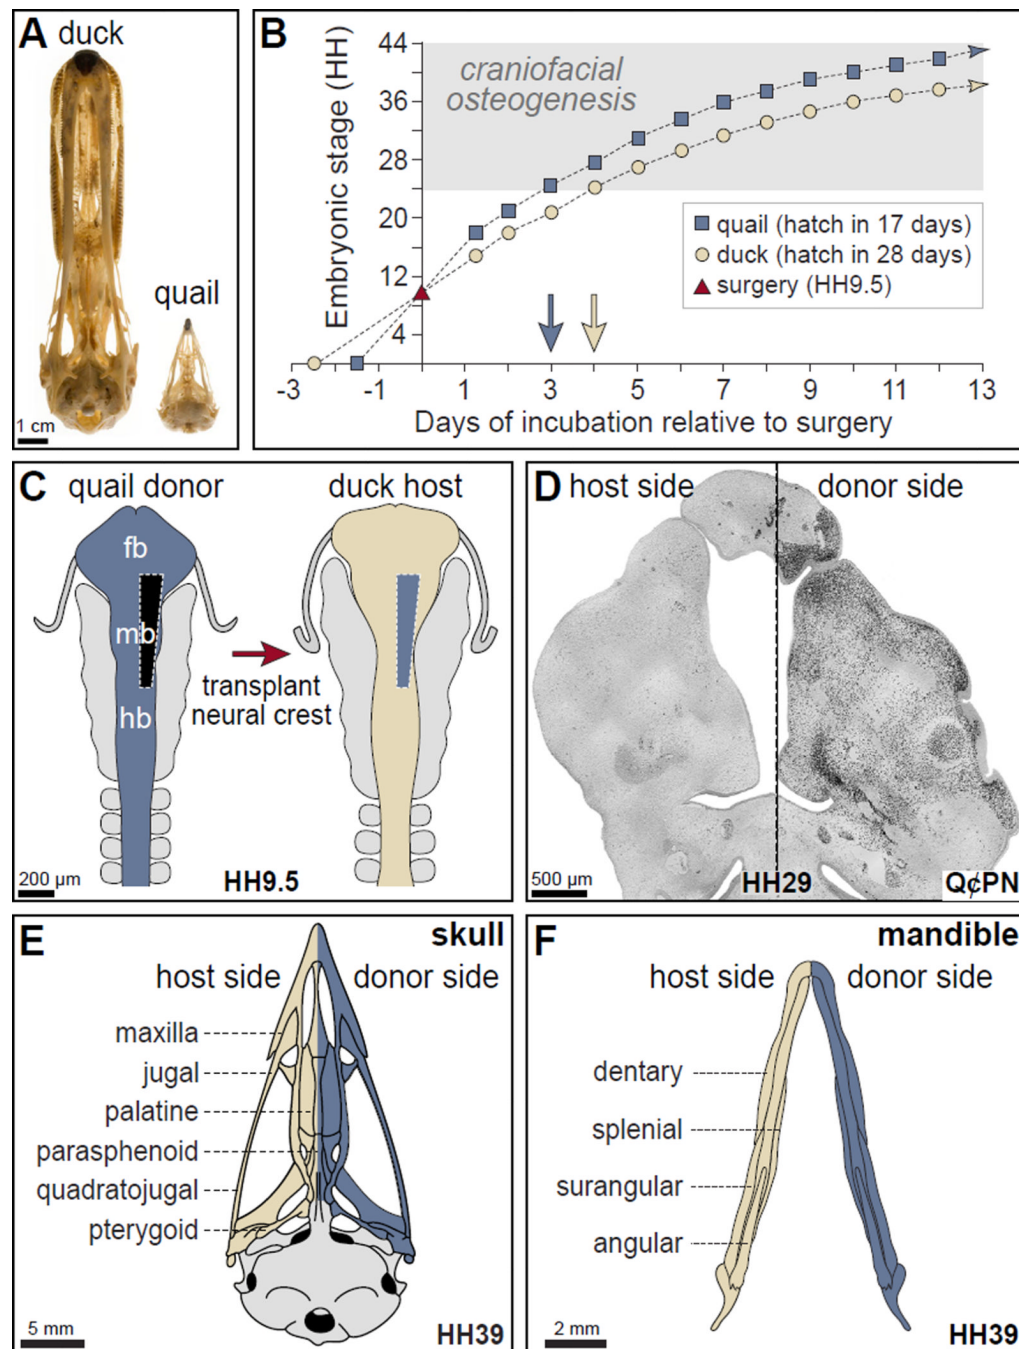 A duck
quail
1 cm
B
Embryonic stage (HH)
44
36
28
20
12
4
craniofacial
osteogenesis
quail (hatch in 17 days)
duck (hatch in 28 days)
surgery (HH9.5)
-3 -1 1 3 5 7 9 11 13
Days of incubation relative to surgery
C quail donor duck host
fb
mb
hb
transplant
neural crest
200 µm HH9.5
D host side donor side
500 µm HH29 Q¢PN
E skull
host side donor side
maxilla
jugal
palatine
parasphenoid
quadratojugal
pterygoid
5 mm HH39
F mandible
host side donor side
dentary
splenial
surangular
angular
2 mm HH39